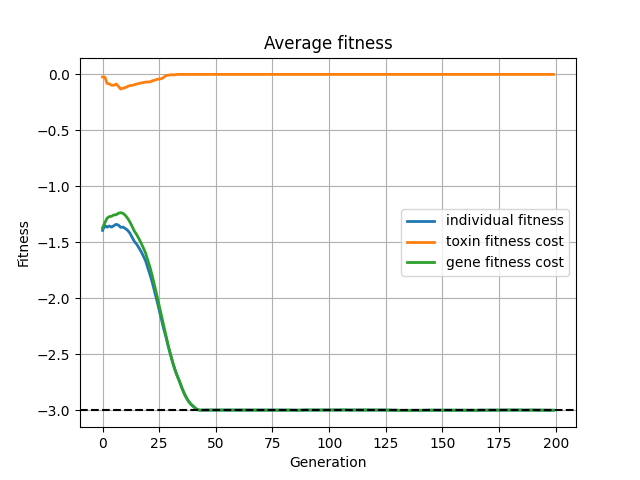 Average fitness
Fitness
0.0
−0.5
−1.0
−1.5
−2.0
−2.5
−3.0
individual fitness
toxin fitness cost
gene fitness cost
0 25 50 75 100 125 150 175 200
Generation